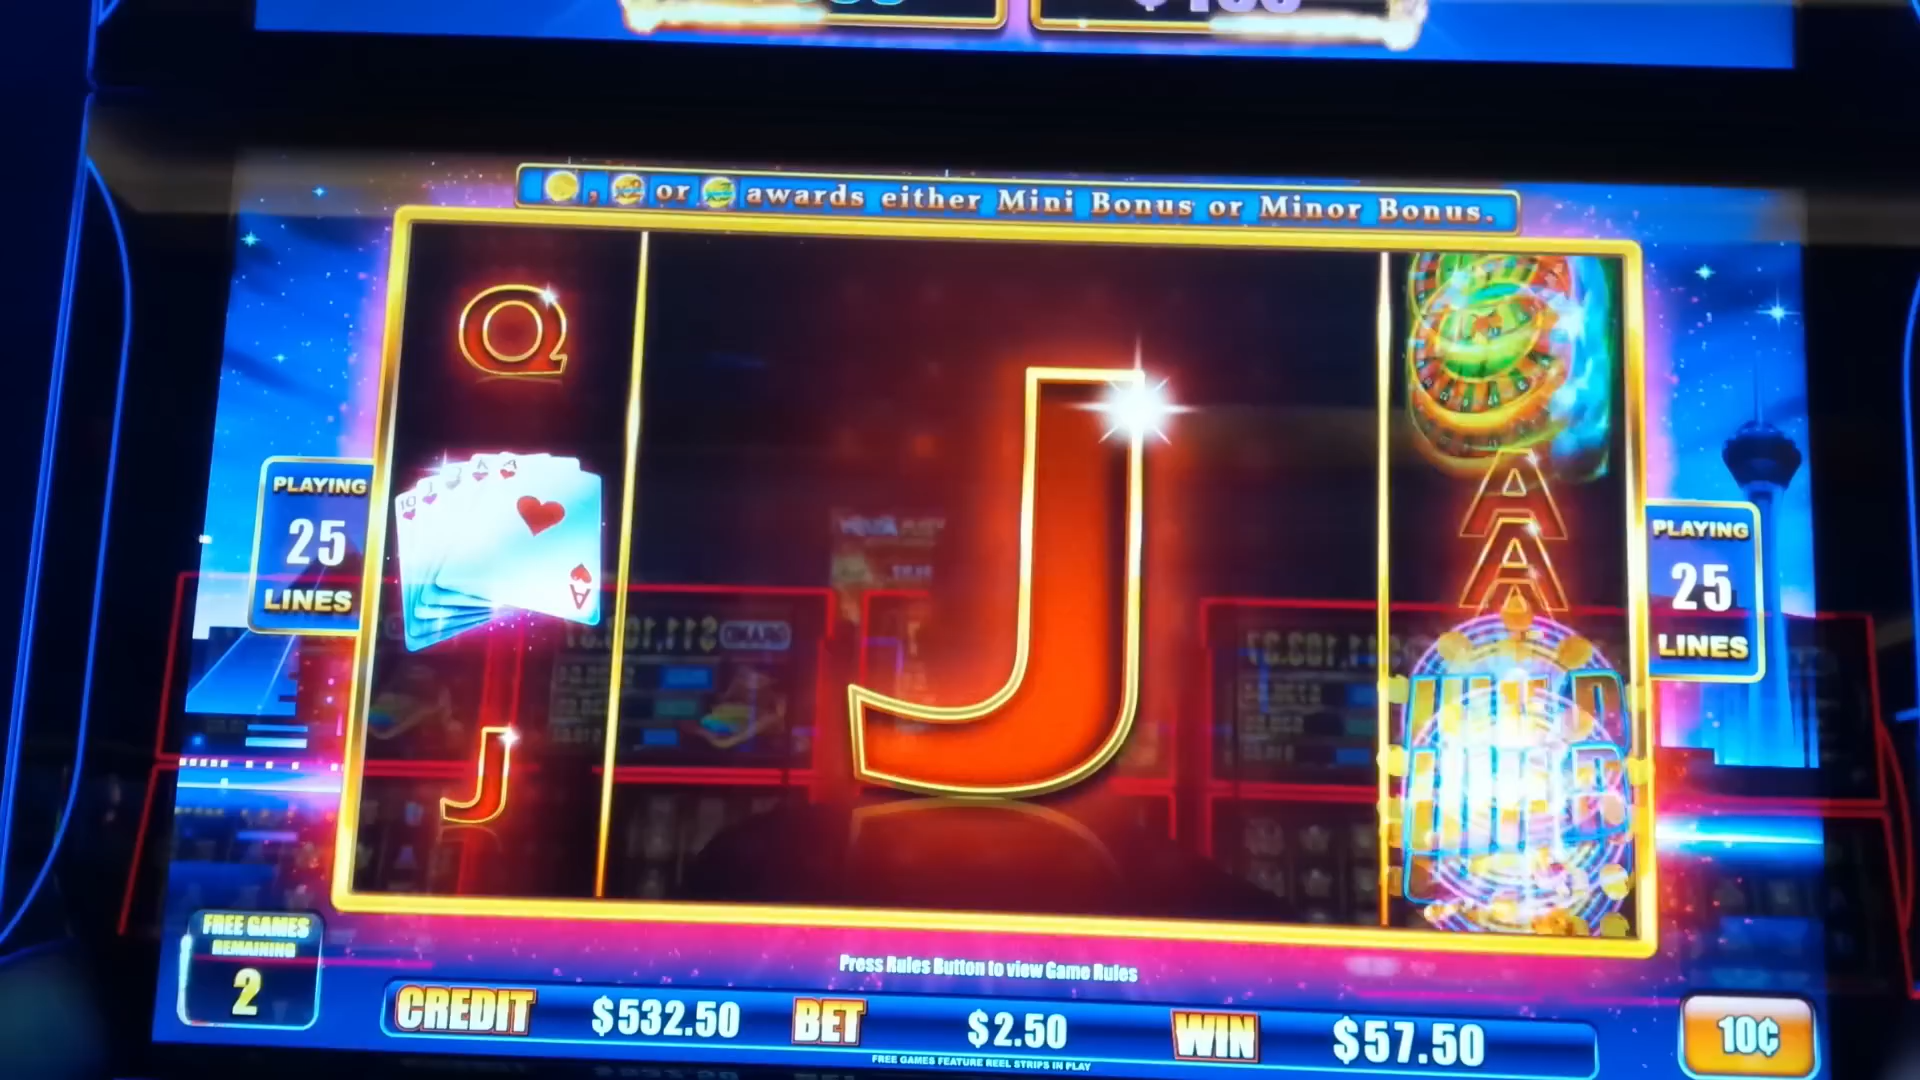 , or awards either Mini Bonus or Minor Bonus.
Q
J
J
A
A
WILD
PLAYING
25
LINES
PLAYING
25
LINES
FREE GAMES
REMAINING
2
Press Rules Button to view Game Rules
CREDIT $532.50 BET $2.50 WIN $57.50
FREE GAMES FEATURE REEL STRIPS IN PLAY
10¢